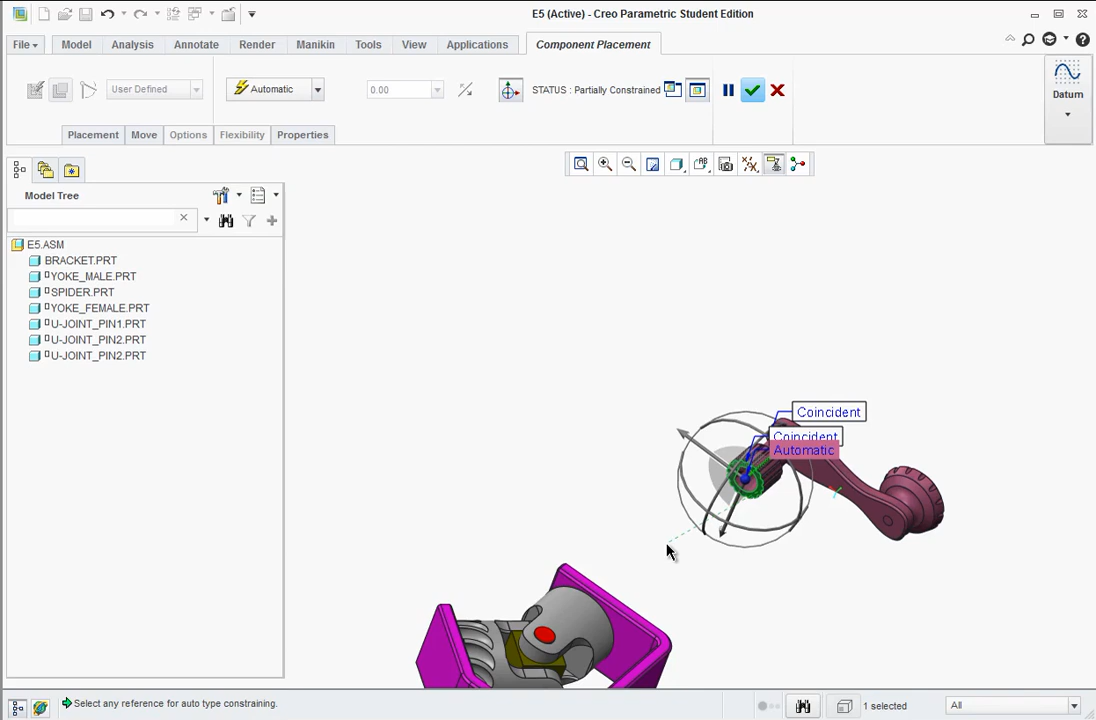 E5 (Active) - Creo Parametric Student Edition
File Model Analysis Annotate Render Manikin Tools View Applications Component Placement
User Defined Automatic 0.00 STATUS : Partially Constrained Datum
Placement Move Options Flexibility Properties
Model Tree
E5.ASM
BRACKET.PRT
YOKE_MALE.PRT
SPIDER.PRT
YOKE_FEMALE.PRT
U-JOINT_PIN1.PRT
U-JOINT_PIN2.PRT
U-JOINT_PIN2.PRT
Coincident
Coincident
Automatic
Select any reference for auto type constraining. 1 selected All